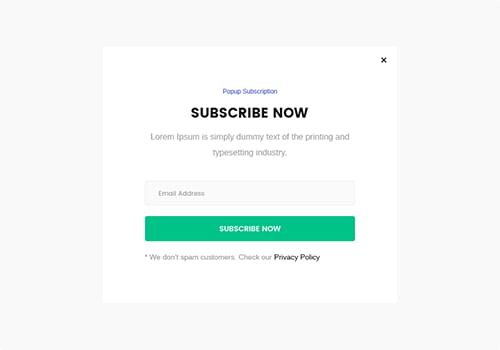 ×
Popup Subscription
SUBSCRIBE NOW
Lorem Ipsum is simply dummy text of the printing and
typesetting industry.
Email Address
SUBSCRIBE NOW
* We don't spam customers. Check our Privacy Policy